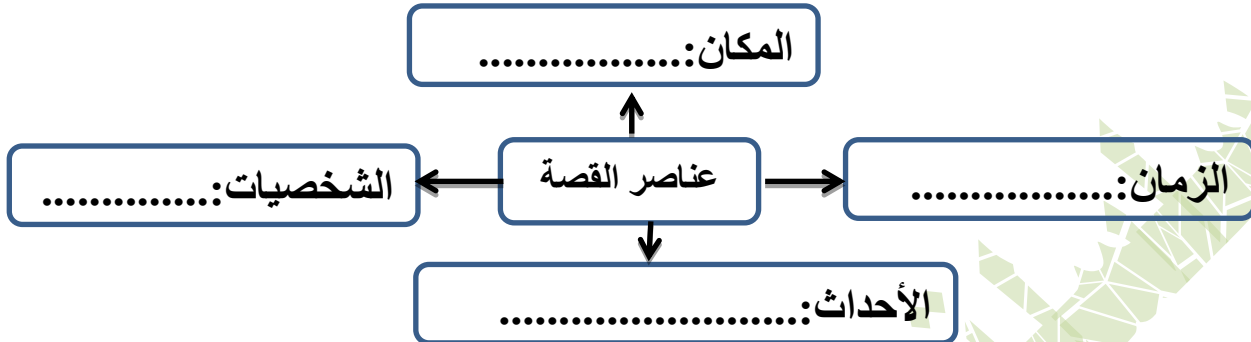 المكان:.................
عناصر القصة
الزمان:.................
الشخصيات:..............
الأحداث:.........................